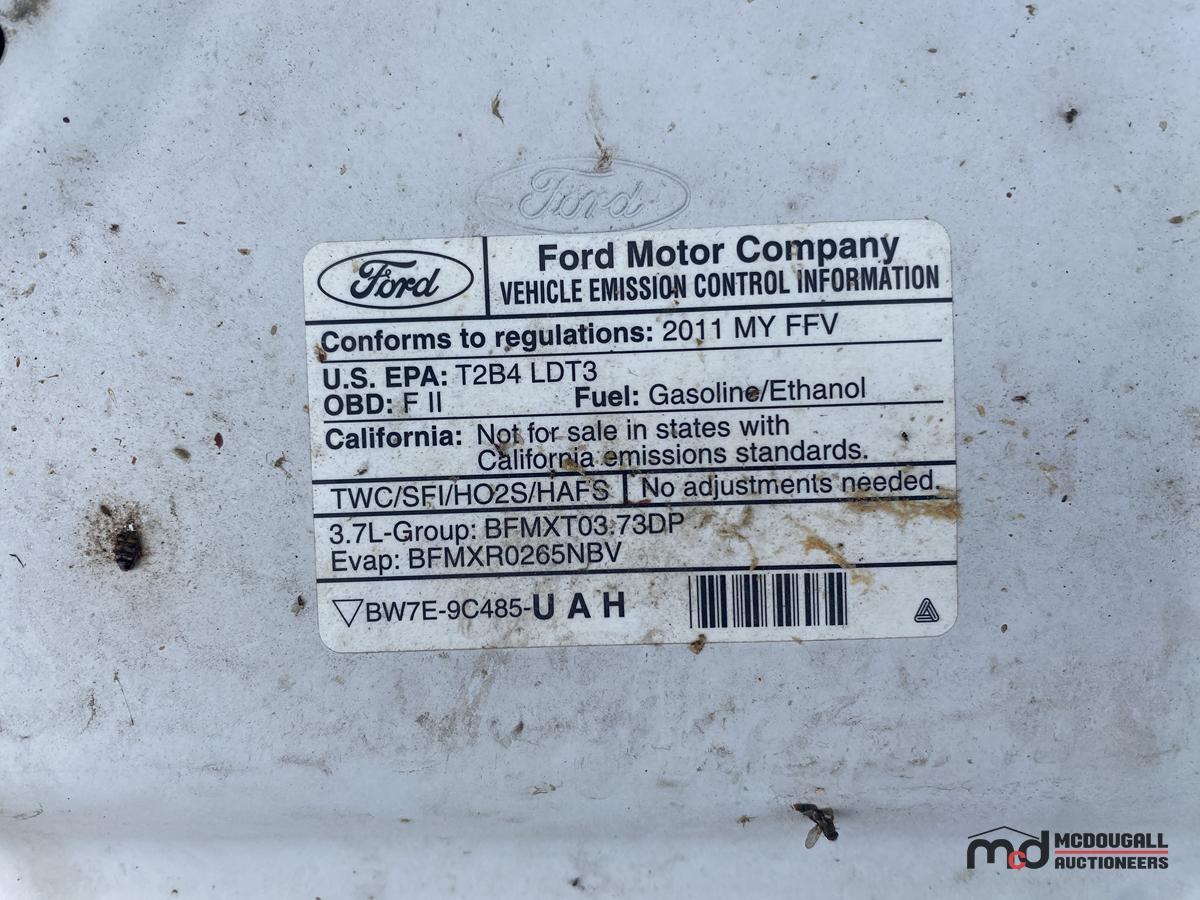 Ford
Ford Motor Company
Ford
VEHICLE EMISSION CONTROL INFORMATION
Conforms to regulations: 2011 MY FFV
U.S. EPA: T2B4 LDT3
OBD: F II Fuel: Gasoline/Ethanol
California: Not for sale in states with
California emissions standards.
TWC/SFI/HO2S/HAFS No adjustments needed.
3.7L-Group: BFMXT03.73DP
Evap: BFMXR0265NBV
BW7E-9C485-U A H
mcd MCDOUGALL
AUCTIONEERS